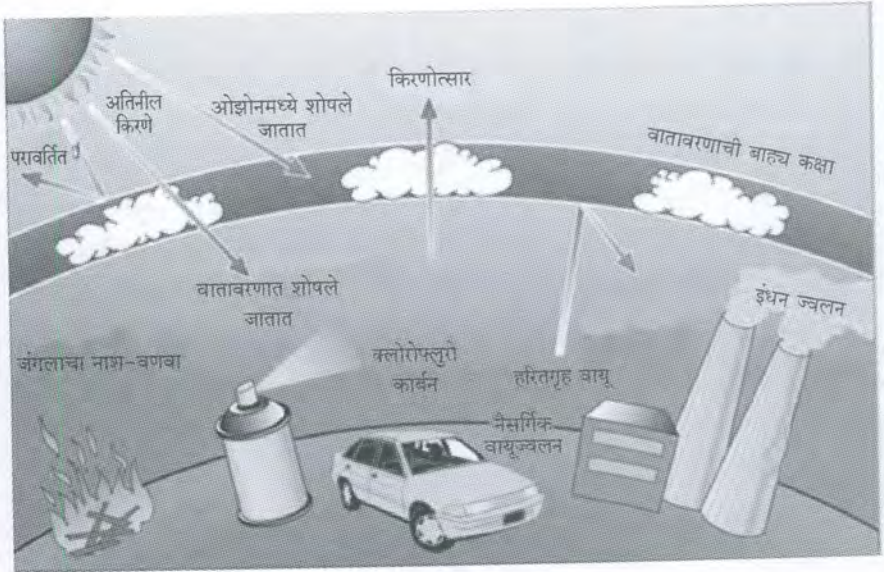 किरणोत्सार
अतिनील
किरणे
ओझोनमध्ये शोषले
जातात
परावर्तित
वातावरणाची बाह्य कक्षा
वातावरणात शोषले
जातात
इंधन ज्वलन
जंगलाचा नाश-वणवा
क्लोरोफ्लुरो
कार्बन
हरितगृह वायू
नैसर्गिक
वायूज्वलन